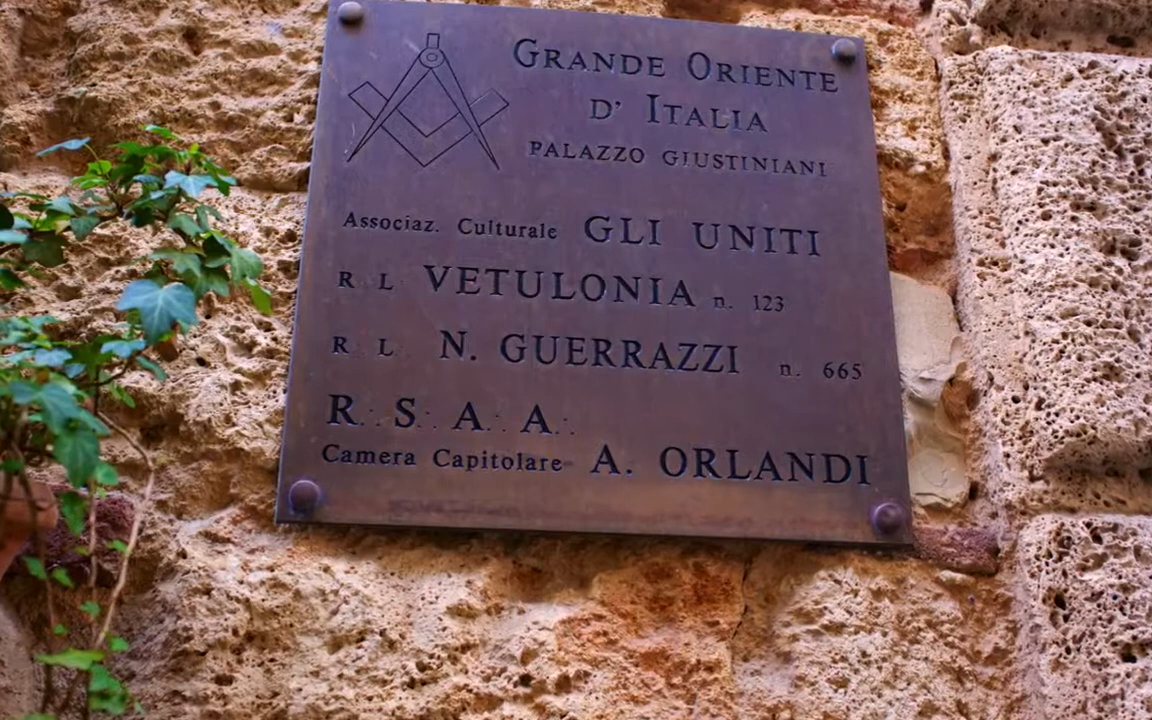 GRANDE ORIENTE
D' ITALIA
PALAZZO GIUSTINIANI
Associaz. Culturale GLI UNITI
R L VETULONIA n. 123
R L N. GUERRAZZI n. 665
R∴ S∴ A∴ A∴
Camera Capitolare A. ORLANDI